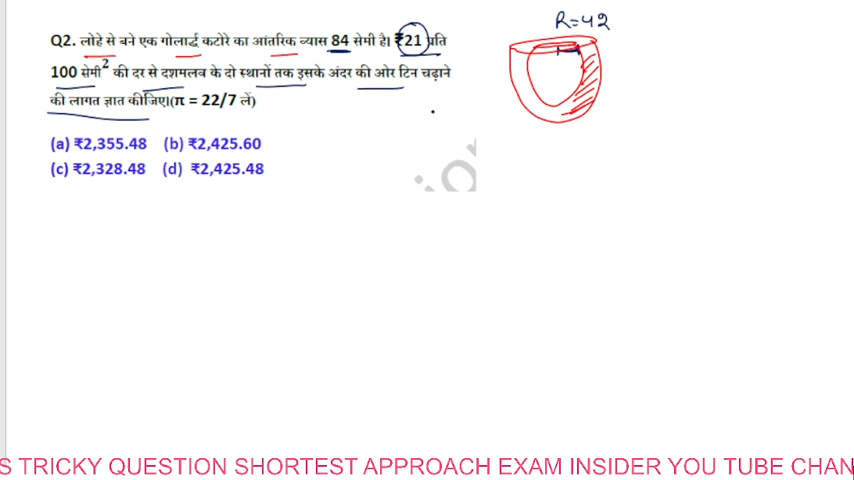 R=42
Q2. लोहे से बने एक गोलार्द्ध कटोरे का आंतरिक व्यास 84 सेमी है। ₹21 प्रति
100 सेमी² की दर से दशमलव के दो स्थानों तक इसके अंदर की ओर टिन चढ़ाने
की लागत ज्ञात कीजिए।(π = 22/7 लें)
(a) ₹2,355.48 (b) ₹2,425.60
(c) ₹2,328.48 (d) ₹2,425.48
S TRICKY QUESTION SHORTEST APPROACH EXAM INSIDER YOU TUBE CHAN